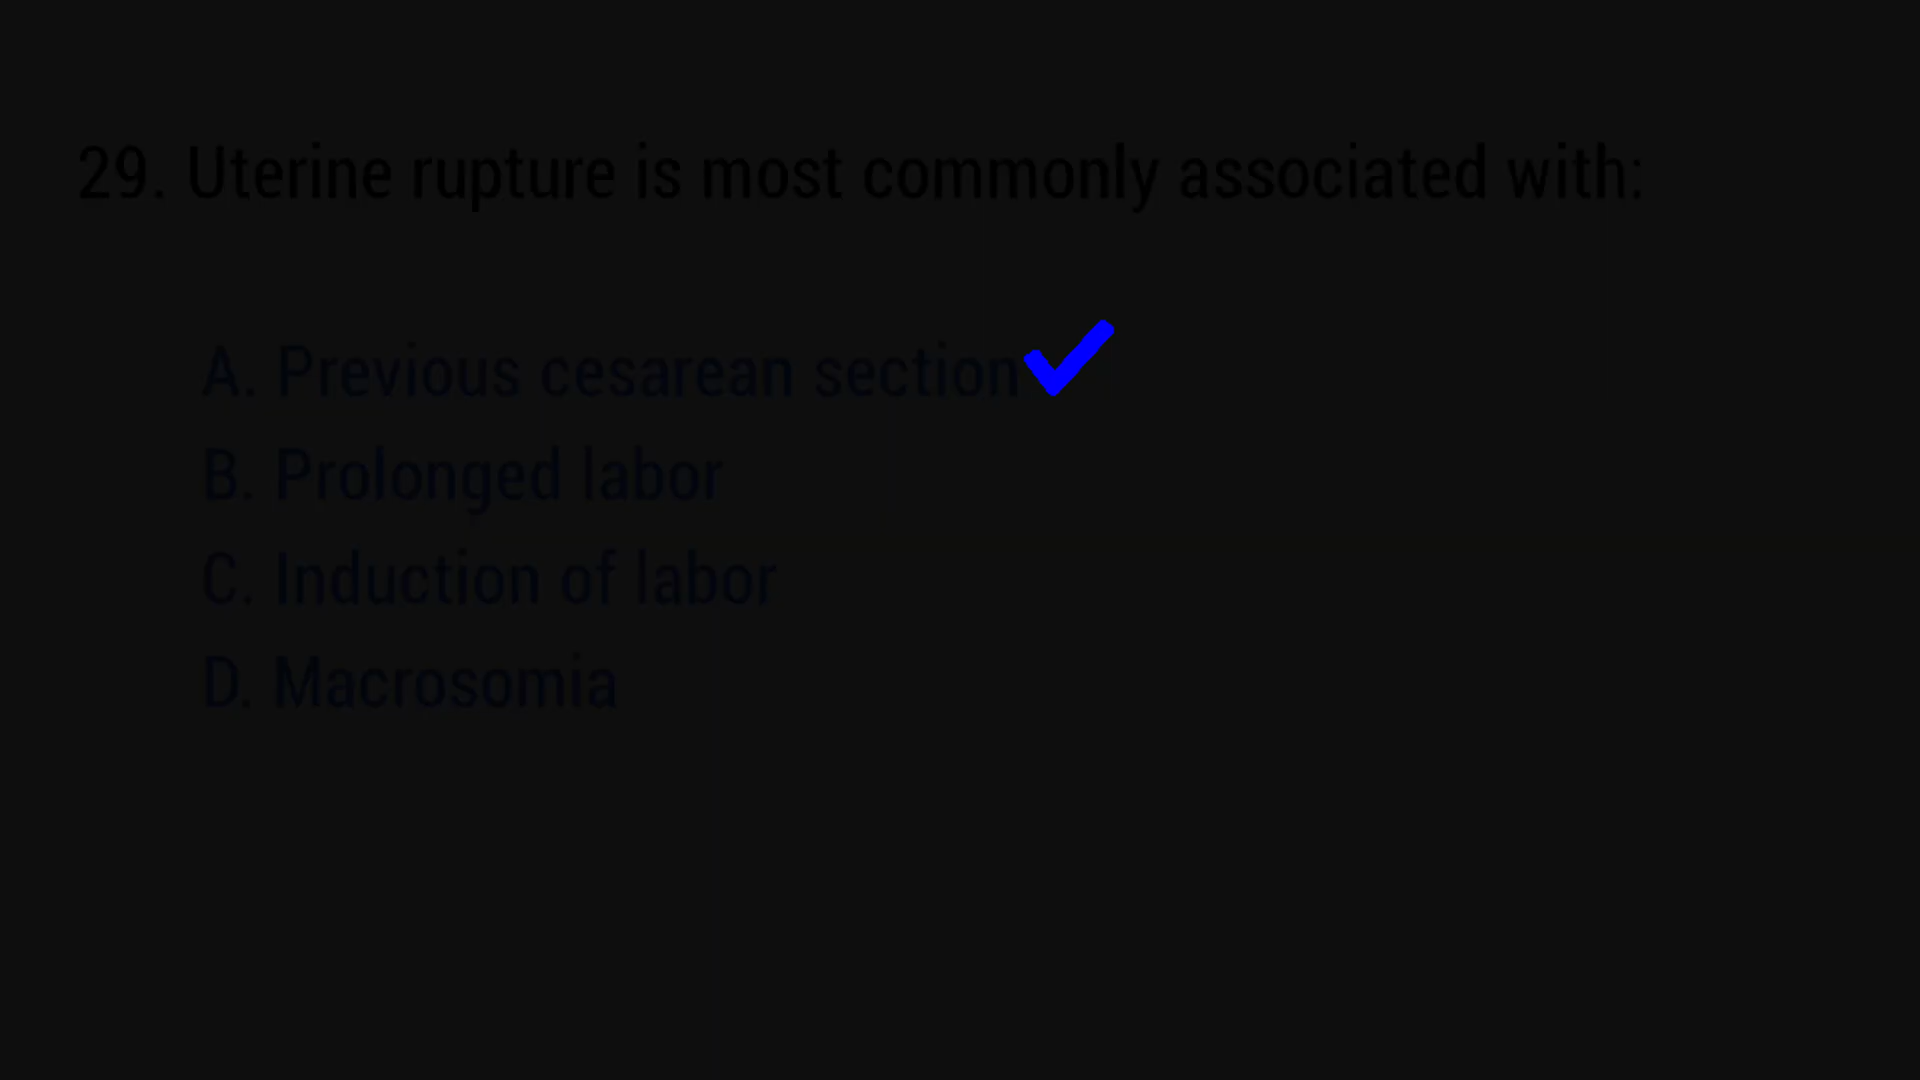 29. Uterine rupture is most commonly associated with:
A. Previous cesarean section
B. Prolonged labor
C. Induction of labor
D. Macrosomia